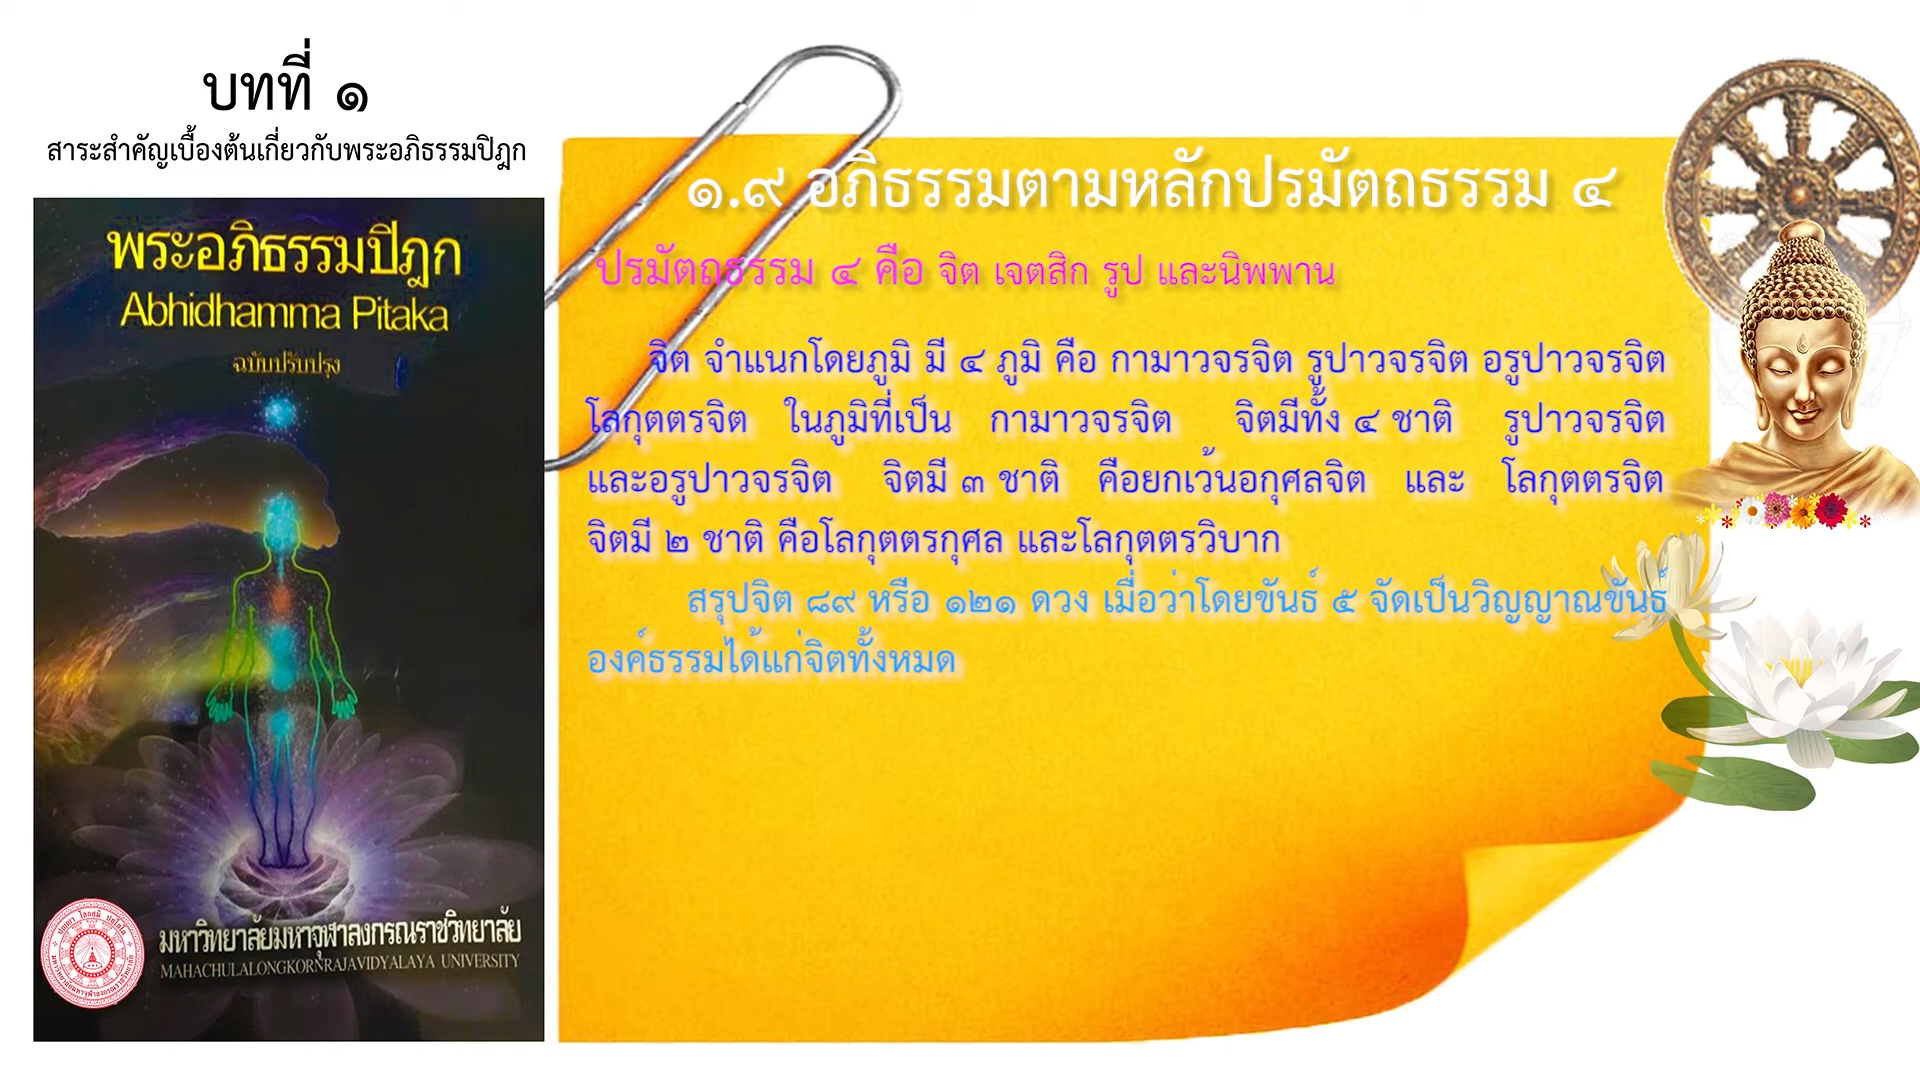 บทที่ ๑
สาระสำคัญเบื้องต้นเกี่ยวกับพระอภิธรรมปิฎก
พระอภิธรรมปิฎก
Abhidhamma Pitaka
ฉบับปรับปรุง
มหาวิทยาลัยมหาจุฬาลงกรณราชวิทยาลัย
MAHACHULALONGKORNRAJAVIDYALAYA UNIVERSITY
๑.๙ อภิธรรมตามหลักปรมัตถธรรม ๔
ปรมัตถธรรม ๔ คือ จิต เจตสิก รูป และนิพพาน
จิต จำแนกโดยภูมิ มี ๔ ภูมิ คือ กามาวจรจิต รูปาวจรจิต อรูปาวจรจิต
โลกุตตรจิต ในภูมิที่เป็น กามาวจรจิต จิตมีทั้ง ๔ ชาติ รูปาวจรจิต
และอรูปาวจรจิต จิตมี ๓ ชาติ คือยกเว้นอกุศลจิต และ โลกุตตรจิต
จิตมี ๒ ชาติ คือโลกุตตรกุศล และโลกุตตรวิบาก
สรุปจิต ๘๙ หรือ ๑๒๑ ดวง เมื่อว่าโดยขันธ์ ๕ จัดเป็นวิญญาณขันธ์
องค์ธรรมได้แก่จิตทั้งหมด